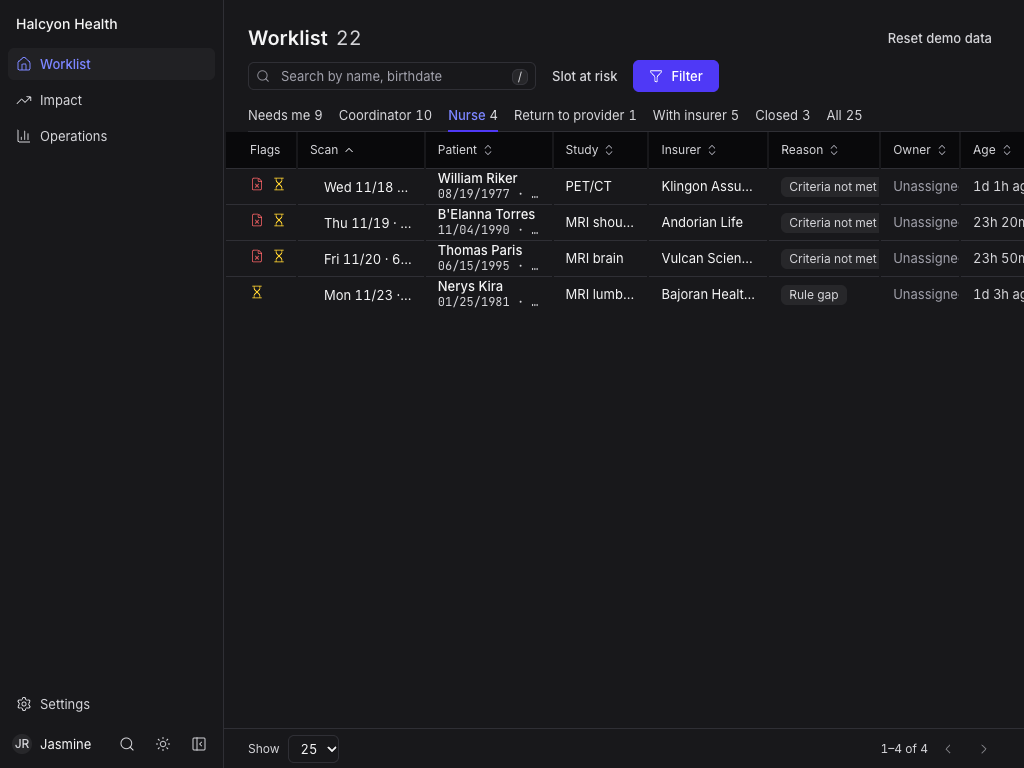 Halcyon Health
Worklist
Impact
Operations
Settings
JR Jasmine
Worklist 22
Reset demo data
Search by name, birthdate /
Slot at risk
Filter
Needs me 9 Coordinator 10 Nurse 4 Return to provider 1 With insurer 5 Closed 3 All 25
Flags Scan Patient Study Insurer Reason Owner Age
Wed 11/18 ... William Riker PET/CT Klingon Assu... Criteria not met Unassigne 1d 1h ag
08/19/1977 · …
Thu 11/19 · ... B'Elanna Torres MRI shou... Andorian Life Criteria not met Unassigne 23h 20m
11/04/1990 · …
Fri 11/20 · 6... Thomas Paris MRI brain Vulcan Scien... Criteria not met Unassigne 23h 50m
06/15/1995 · …
Mon 11/23 ·... Nerys Kira MRI lumb... Bajoran Healt... Rule gap Unassigne 1d 3h ag
01/25/1981 · …
Show 25
1–4 of 4